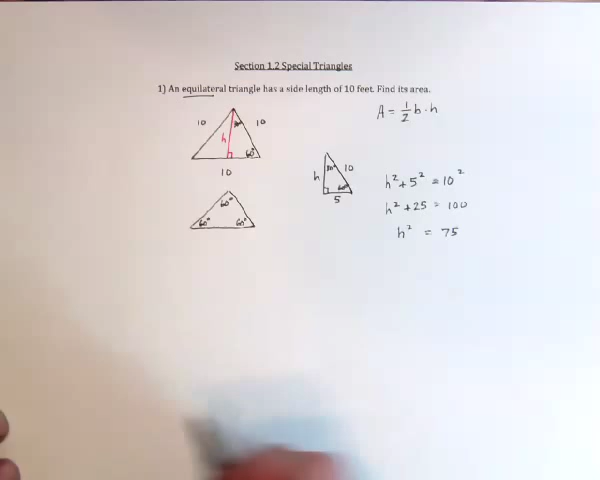 Section 1.2 Special Triangles
1) An equilateral triangle has a side length of 10 feet. Find its area.
A = 1/2 b · h
10 30° 10
h
60°
10
h 30° 10
60°
5
h² + 5² = 10²
h² + 25 = 100
h² = 75
60°
60° 60°